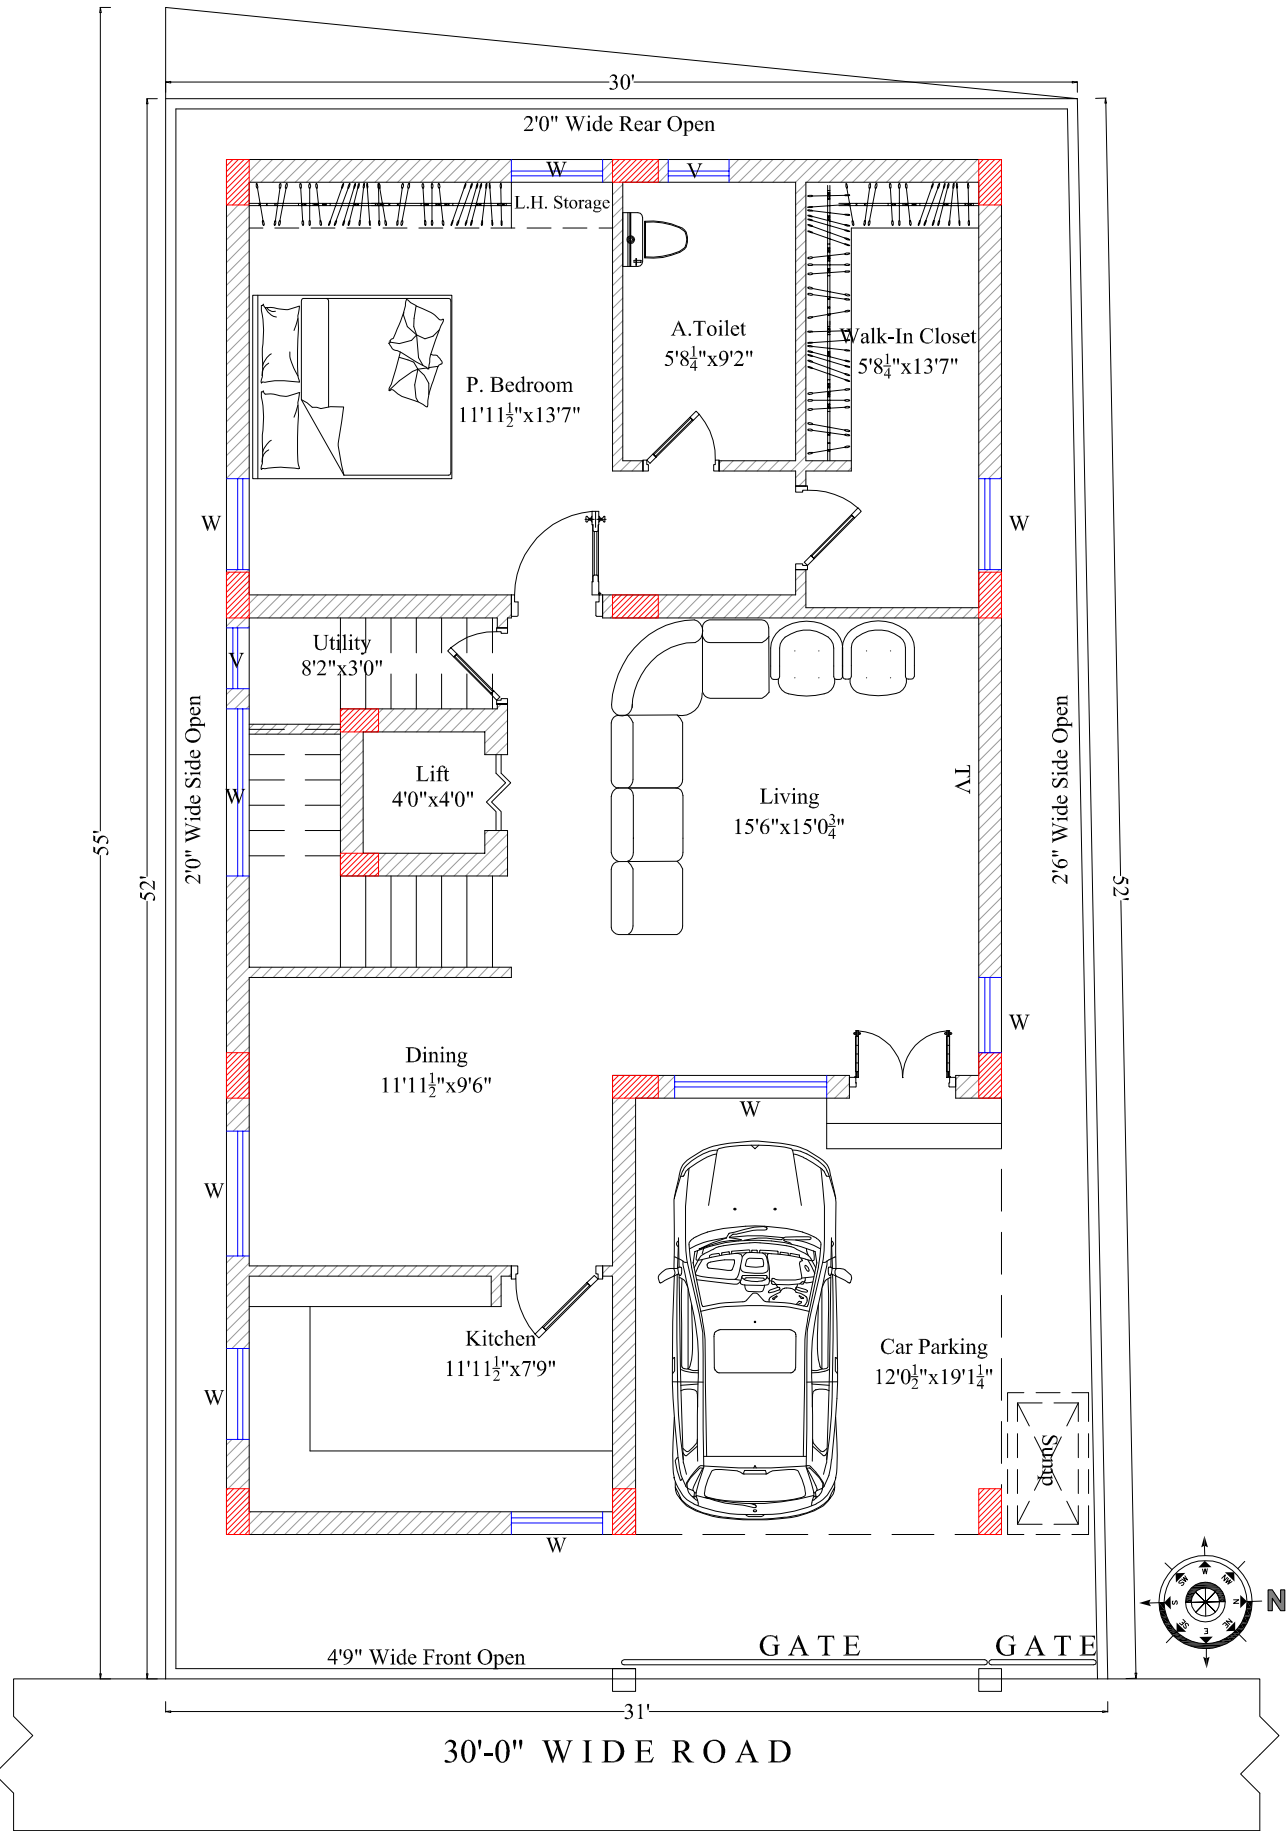 30'
2'0" Wide Rear Open
W
V
L.H. Storage
A.Toilet
5'8¼"x9'2"
Walk-In Closet
5'8¼"x13'7"
P. Bedroom
11'11½"x13'7"
W
W
Utility
8'2"x3'0"
V
Lift
4'0"x4'0"
W
2'0" Wide Side Open
Living
15'6"x15'0¾"
TV
2'6" Wide Side Open
55'
52'
52'
W
Dining
11'11½"x9'6"
W
W
Kitchen
11'11½"x7'9"
W
Car Parking
12'0½"x19'1¼"
Sump
W
W
NW
N
NE
E
SE
S
SW
N
4'9" Wide Front Open
GATE
GATE
31'
30'-0" WIDE ROAD